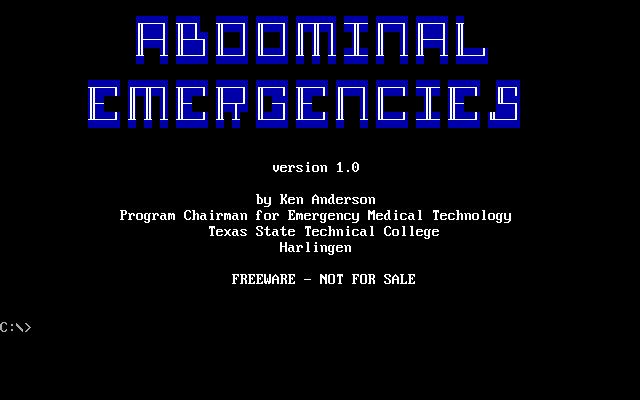 ABDOMINAL
EMERGENCIES
version 1.0
by Ken Anderson
Program Chairman for Emergency Medical Technology
Texas State Technical College
Harlingen
FREEWARE - NOT FOR SALE
C:\>